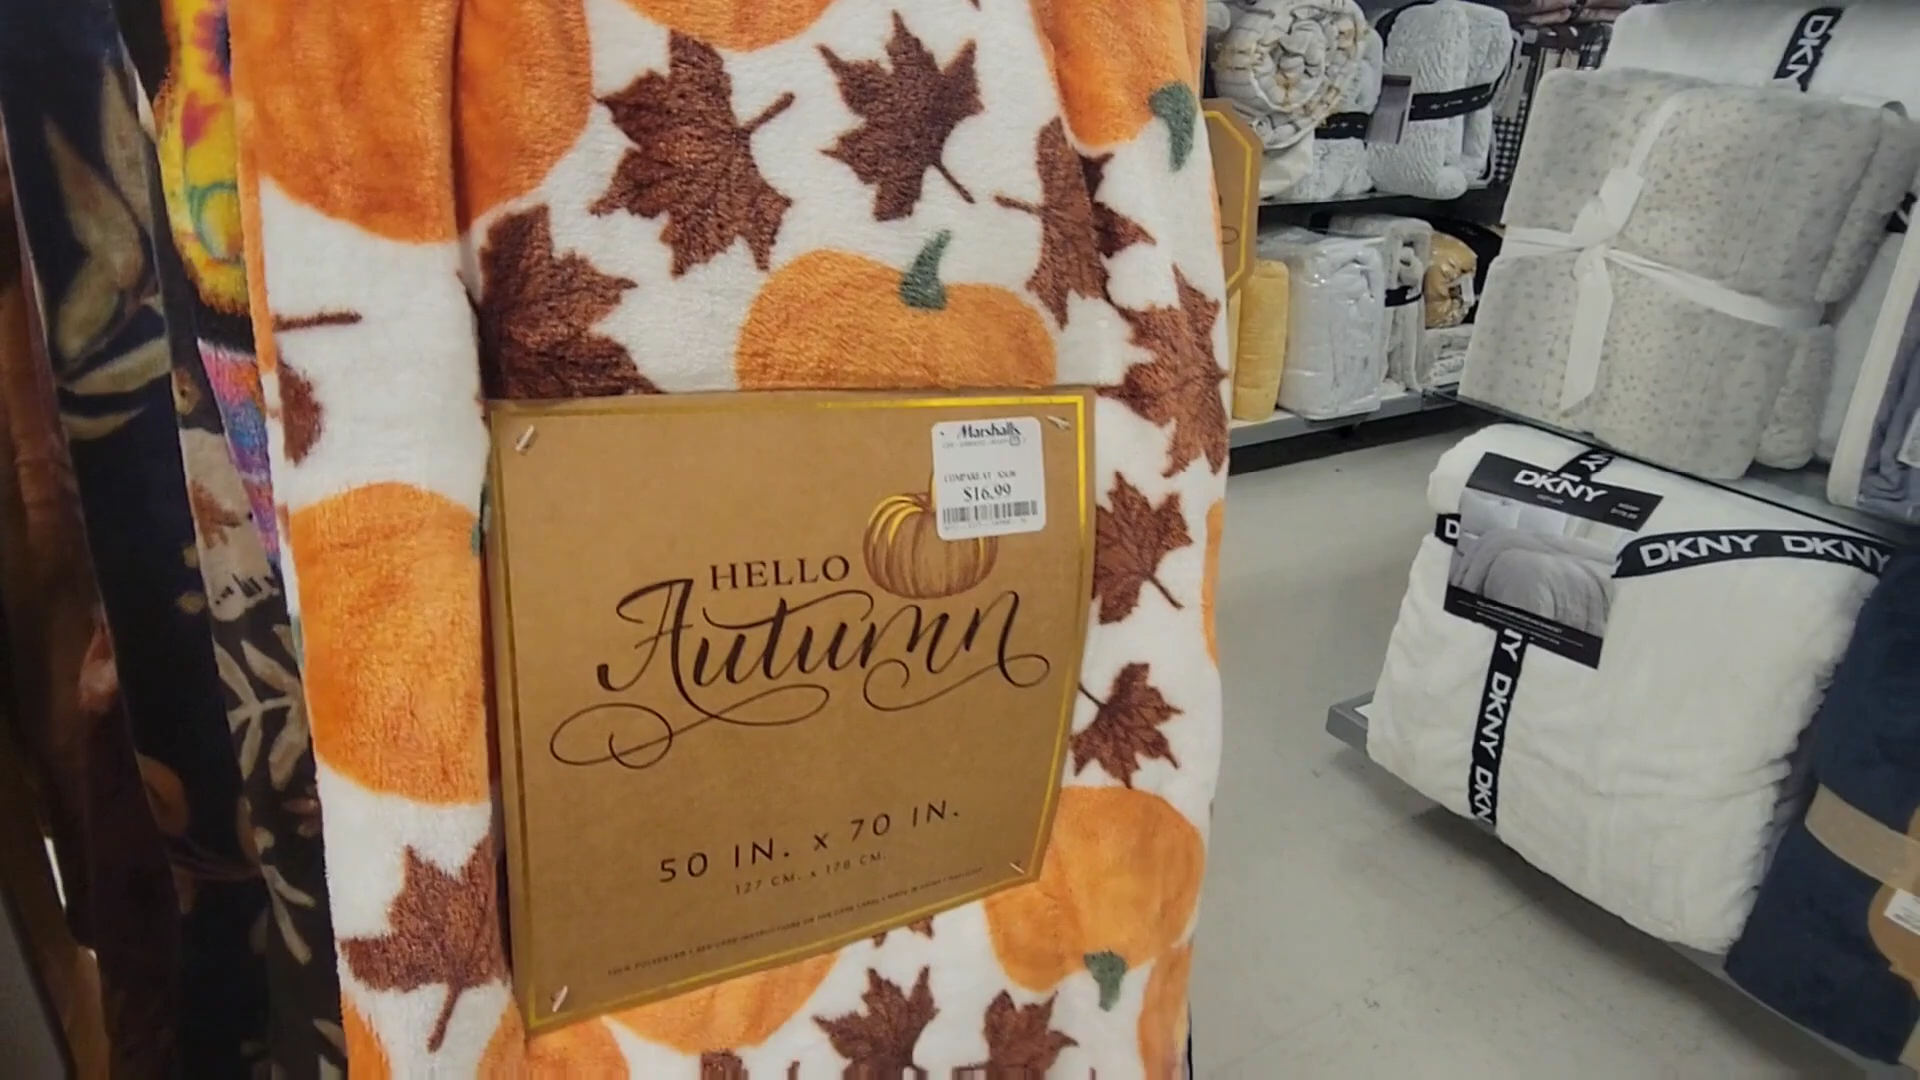 Marshalls
COMPARE AT
$16.99
HELLO
Autumn
50 IN. x 70 IN.
127 CM. x 178 CM.
DKNY
DKNY
DKNY DKNY
DKNY DKN